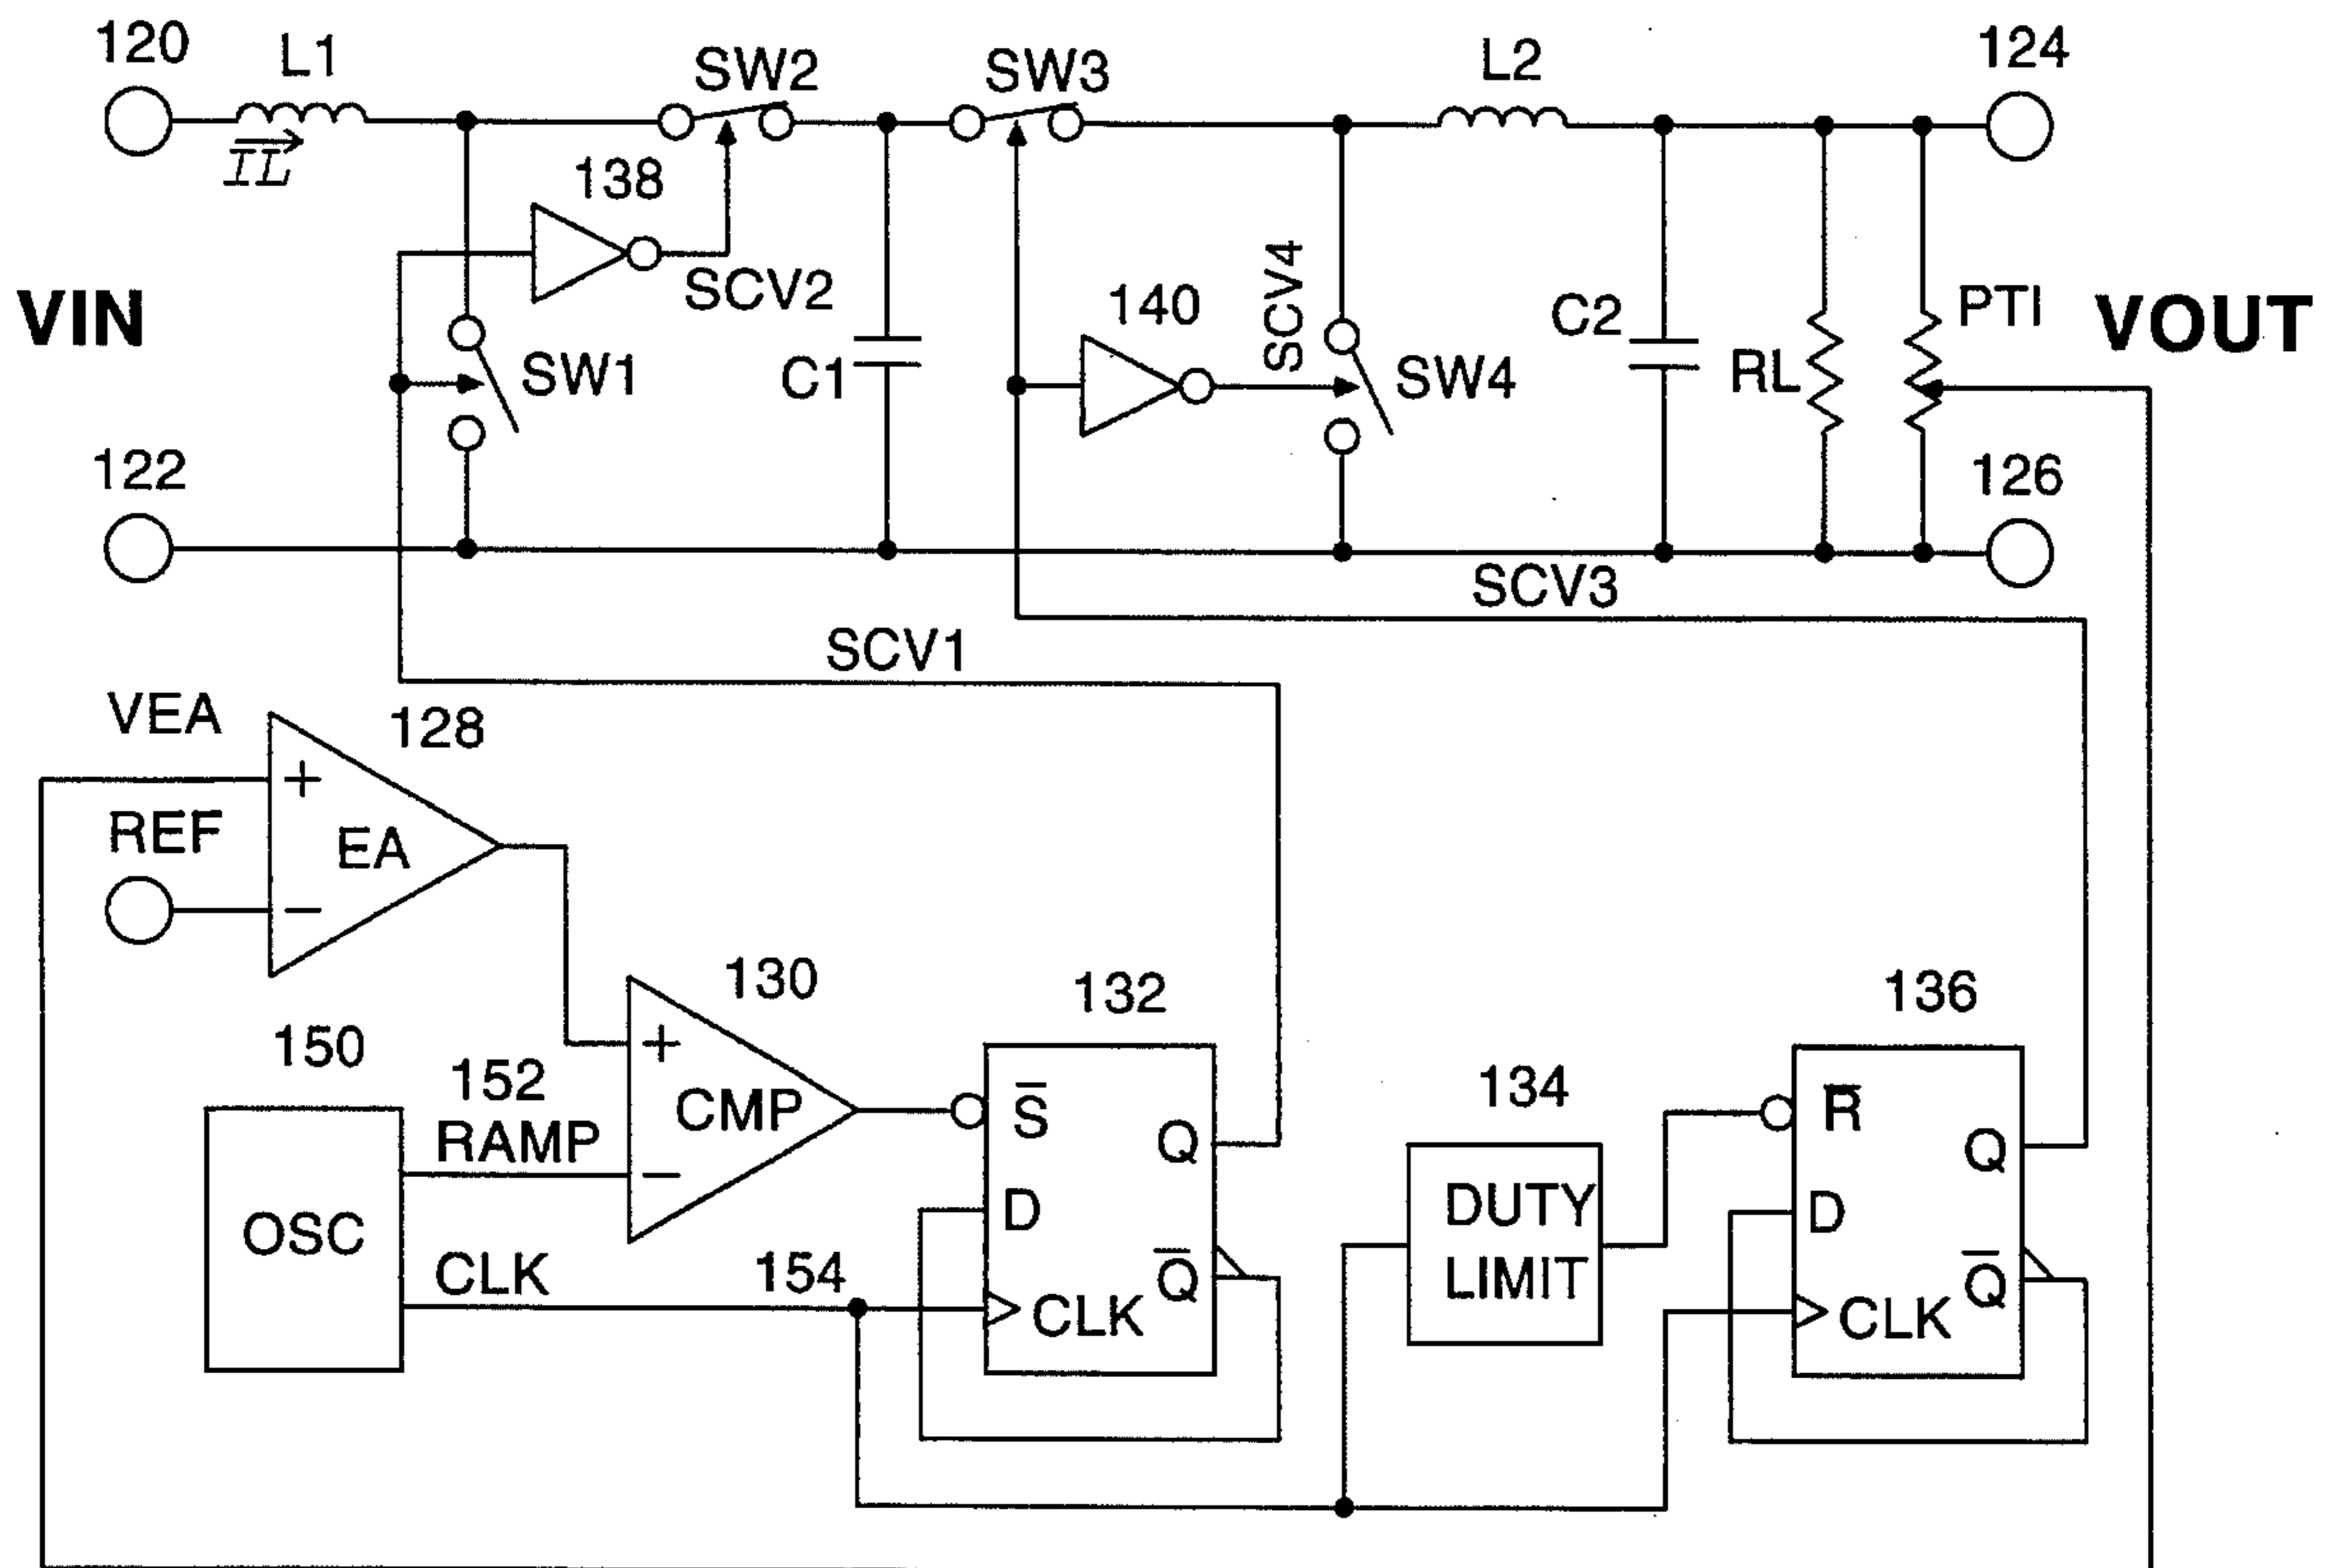 120
L1
SW2
SW3
L2
124
IL
138
SCV2
SCV4
140
PTI
VIN
VOUT
SW1
C1
SW4
C2
RL
122
126
SCV3
SCV1
VEA
128
+
REF
EA
−
130
132
136
150
152
+
134
RAMP
CMP
S̅
R̅
Q
Q
−
OSC
D
DUTY
D
CLK
154
Q̅
LIMIT
Q̅
CLK
CLK